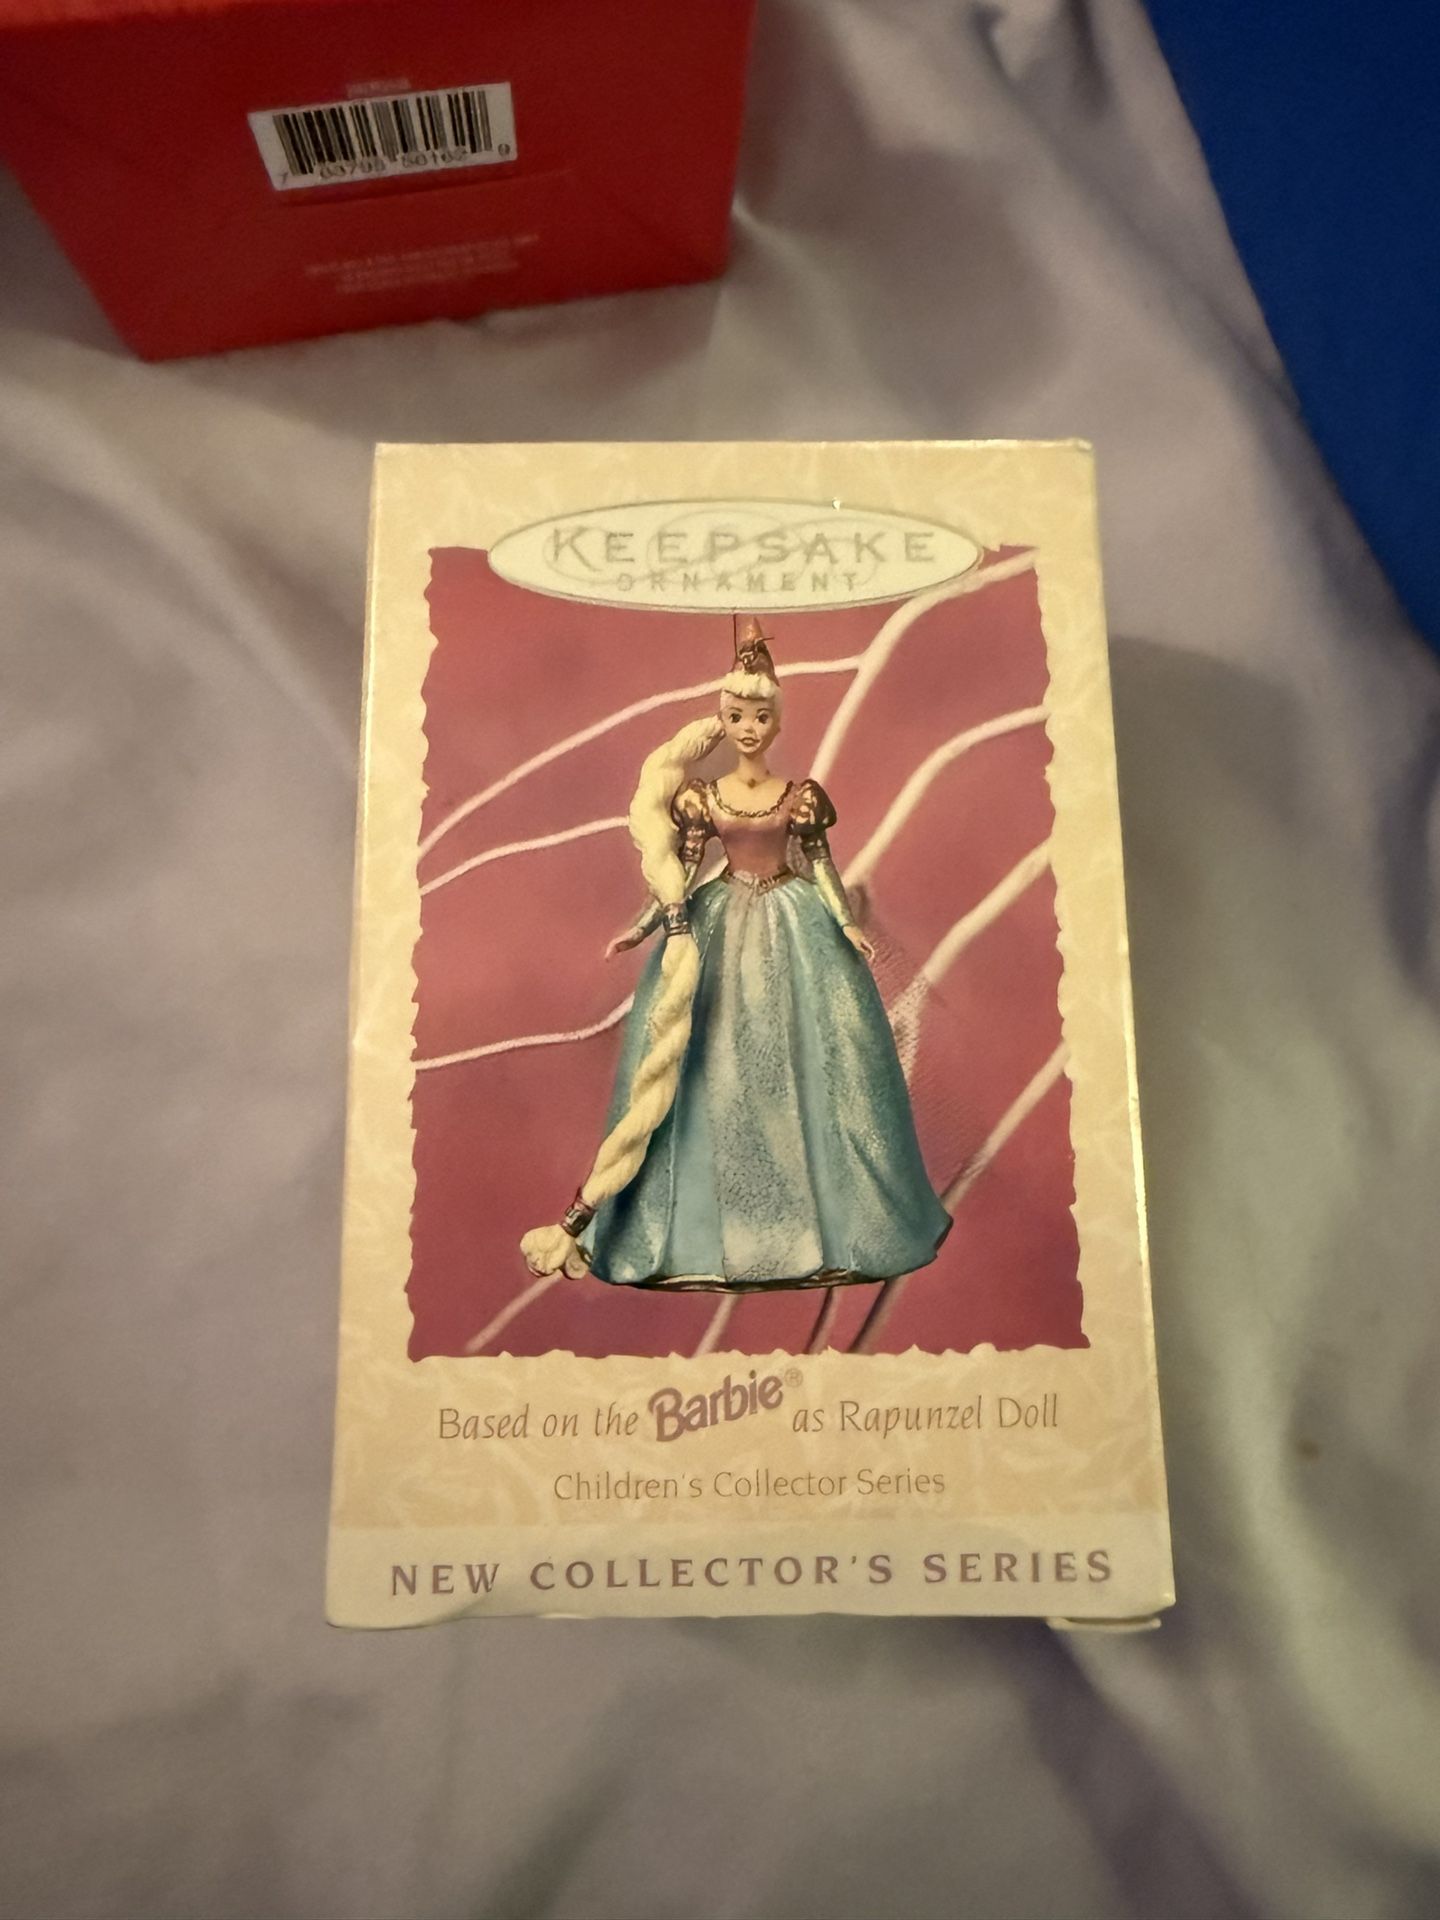 KEEPSAKE
ORNAMENT
Based on the Barbie® as Rapunzel Doll
Children's Collector Series
NEW COLLECTOR'S SERIES